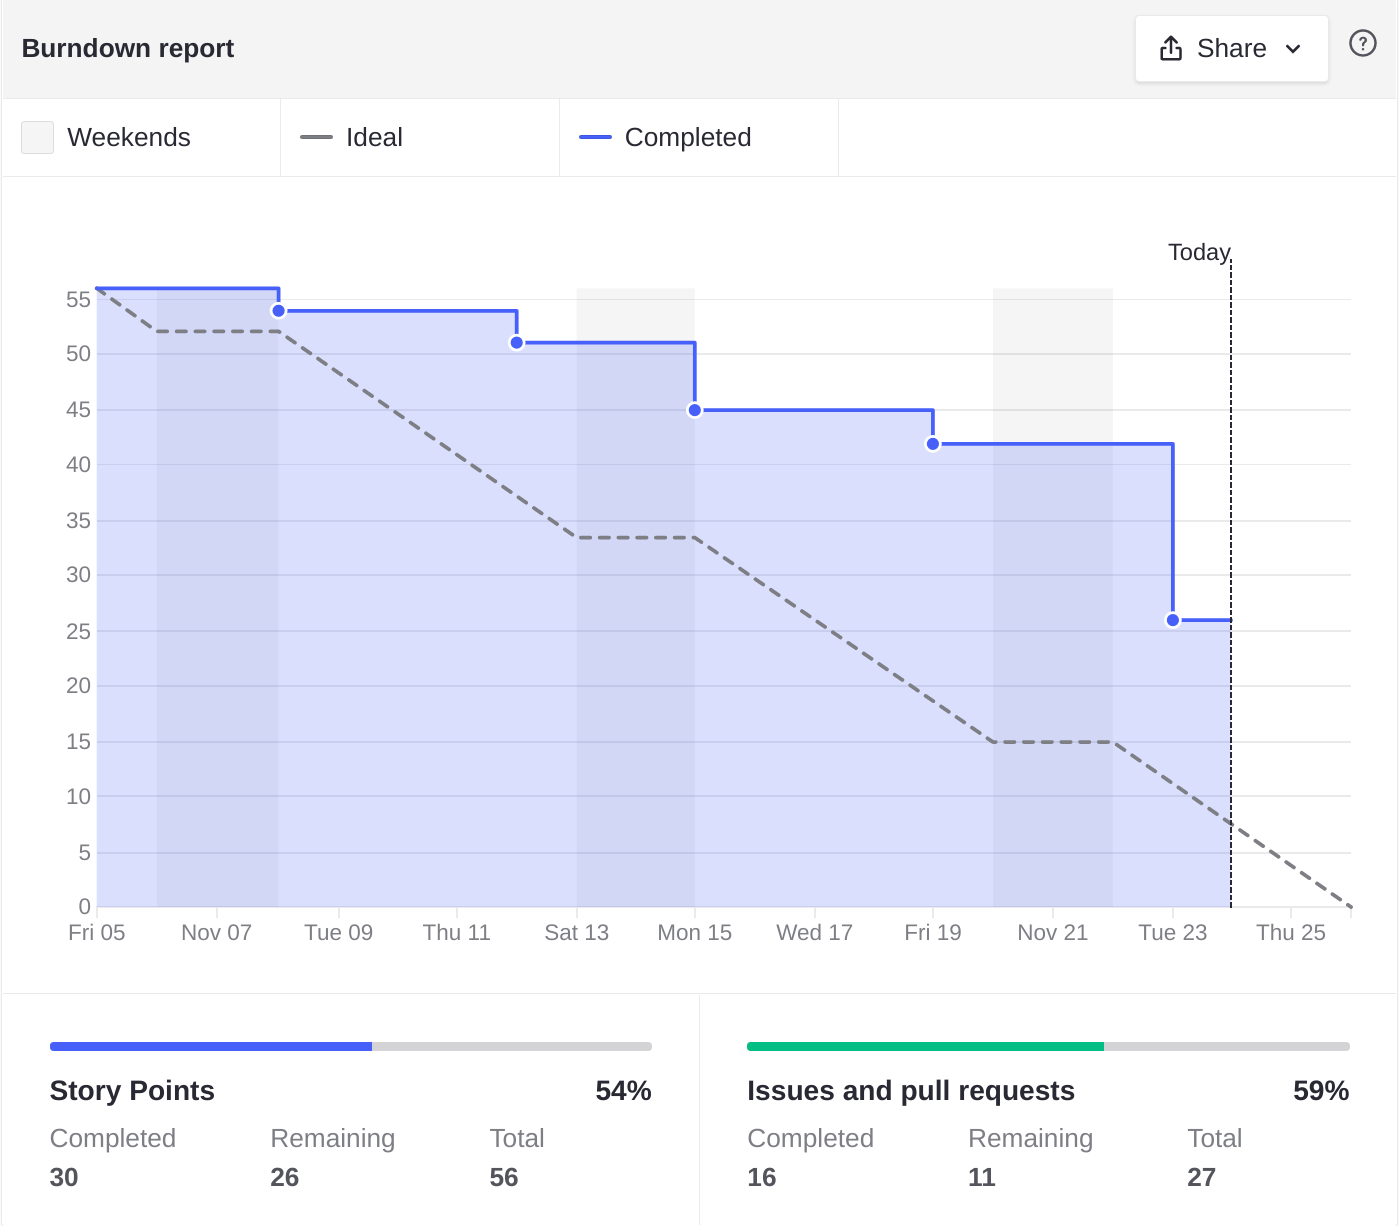 Burndown report
Share
Weekends
Ideal
Completed
Today
55
50
45
40
35
30
25
20
15
10
5
0
Fri 05 Nov 07 Tue 09 Thu 11 Sat 13 Mon 15 Wed 17 Fri 19 Nov 21 Tue 23 Thu 25
Story Points 54%
Completed Remaining Total
30 26 56
Issues and pull requests 59%
Completed Remaining Total
16 11 27